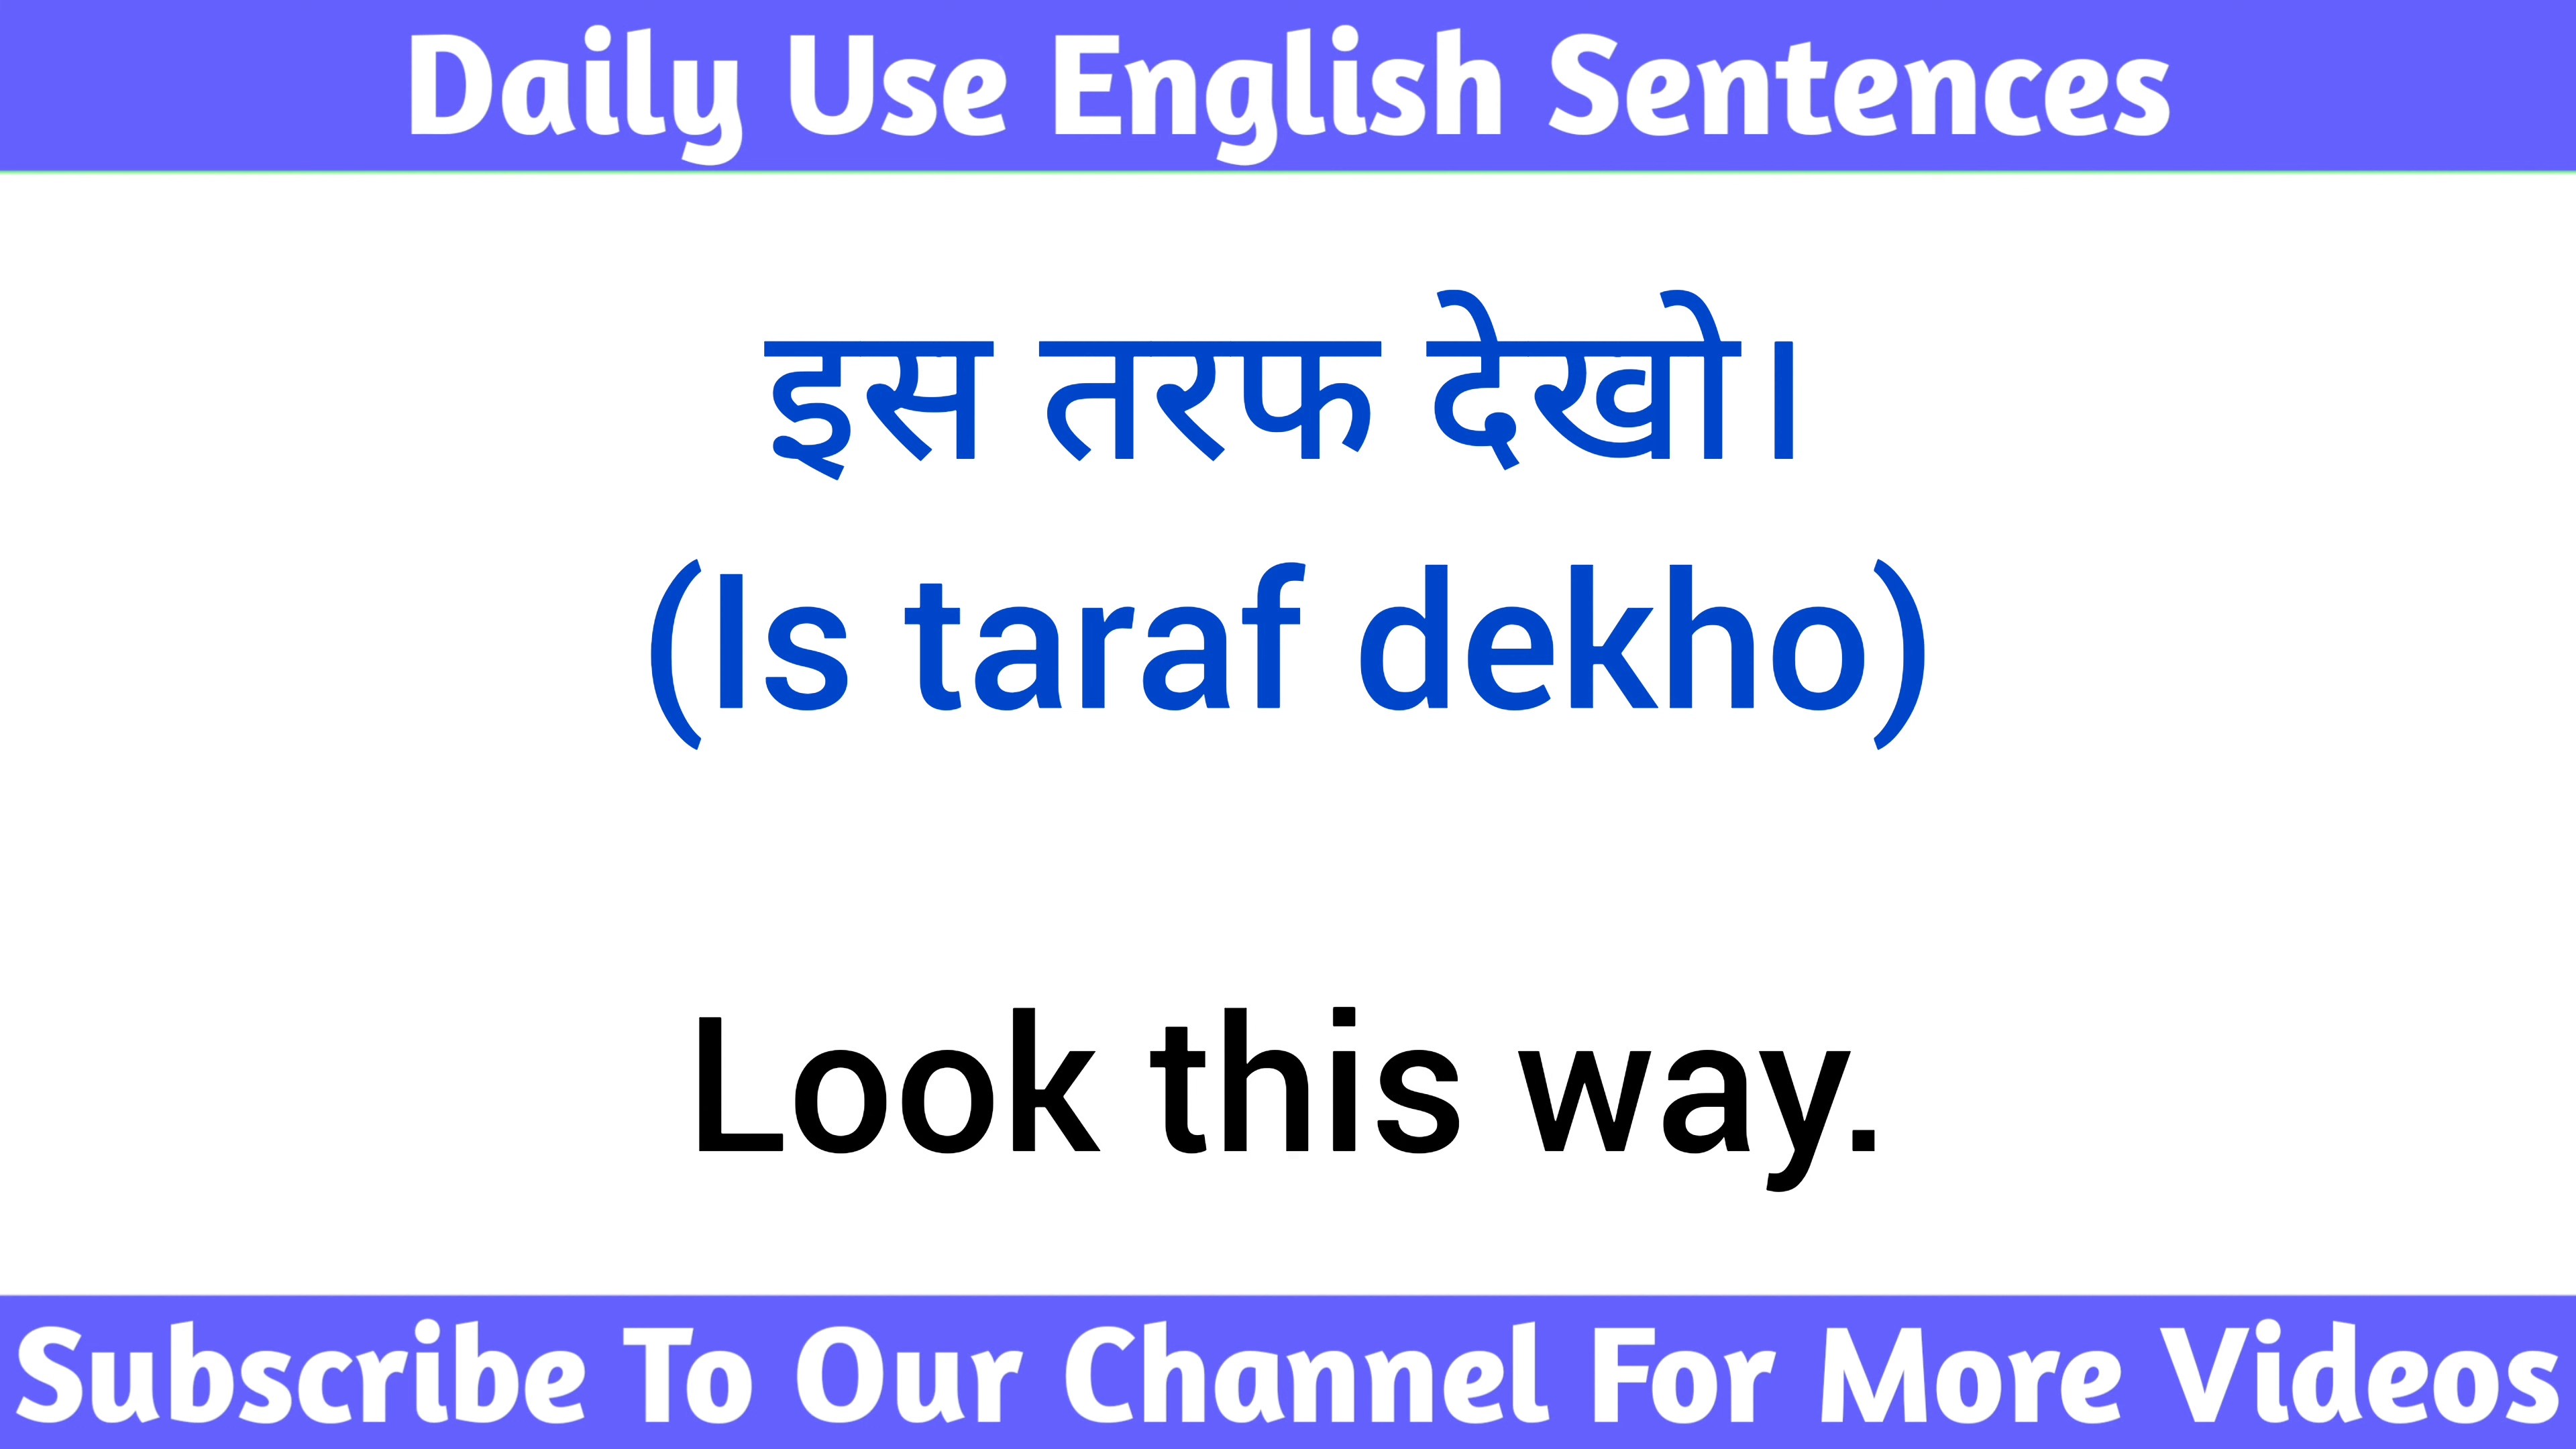 Daily Use English Sentences
इस तरफ देखो।
(Is taraf dekho)
Look this way.
Subscribe To Our Channel For More Videos